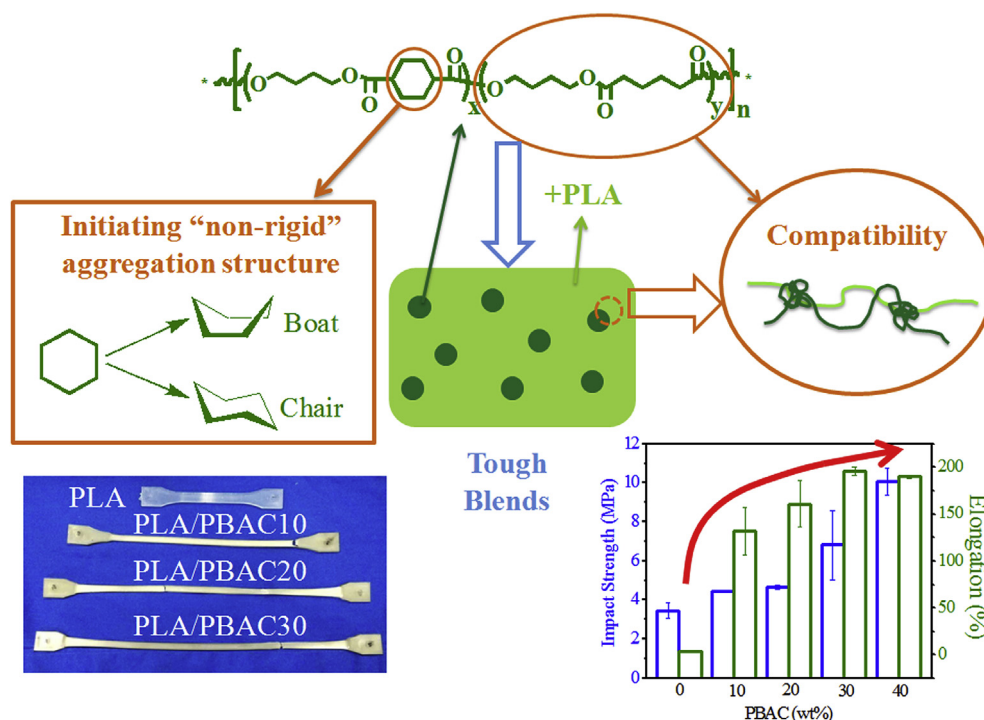 *
[
(
O
O
O
O
)
x
(
O
O
O
O
)
y
]
n
*
+PLA
Initiating “non-rigid”
aggregation structure
Boat
Chair
Compatibility
Tough
Blends
PLA
PLA/PBAC10
PLA/PBAC20
PLA/PBAC30
Impact Strength (MPa)
12
10
8
6
4
2
0
Elongation (%)
200
150
100
50
0
0 10 20 30 40
PBAC (wt%)